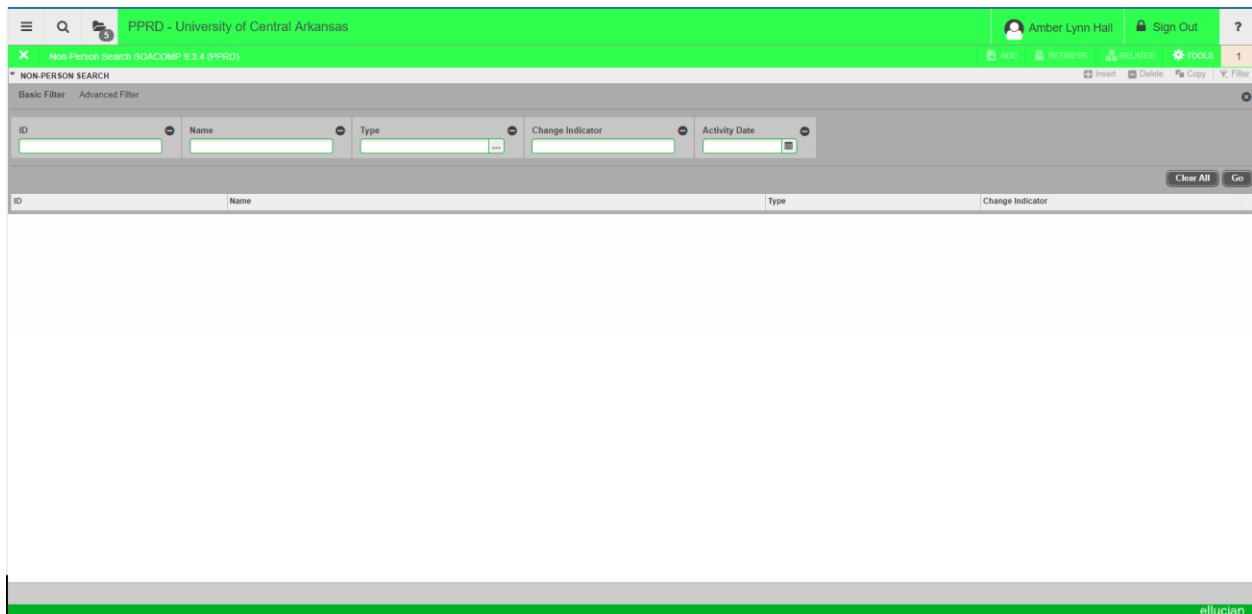 5 PPRD - University of Central Arkansas Amber Lynn Hall Sign Out ?
Non-Person Search SOACOMP 9.3.4 (PPRD) ADD RETRIEVE RELATED TOOLS 1
NON-PERSON SEARCH Insert Delete Copy Filter
Basic Filter Advanced Filter
ID Name Type Change Indicator Activity Date
...
Clear All Go
ID Name Type Change Indicator
ellucian